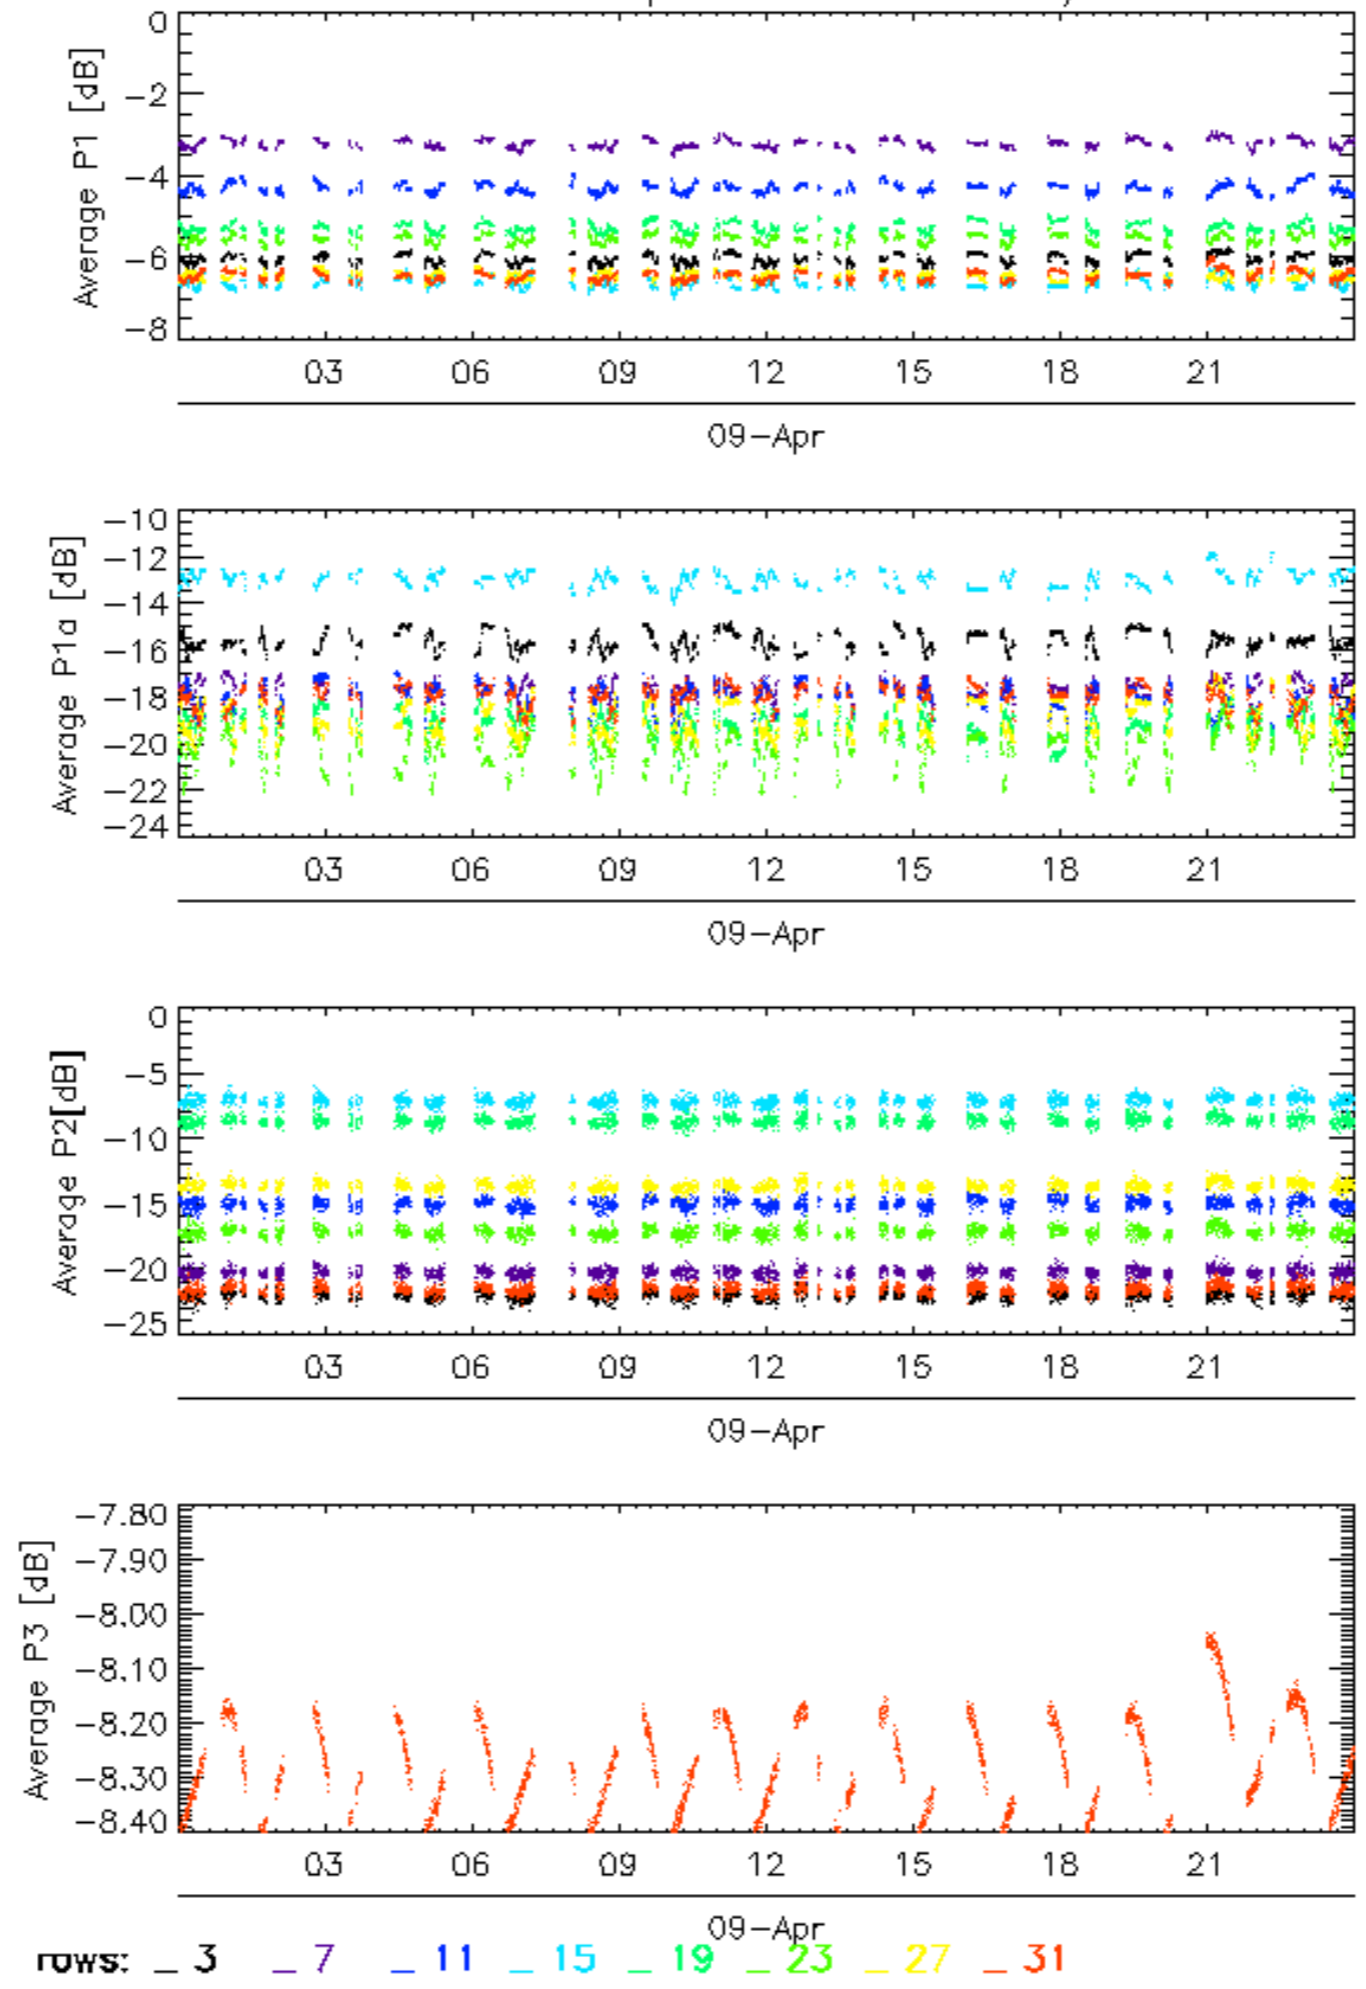 0
-2
-4
-6
-8
Average P1 [dB]
03 06 09 12 15 18 21
09-Apr
-10
-12
-14
-16
-18
-20
-22
-24
Average P1a [dB]
03 06 09 12 15 18 21
09-Apr
0
-5
-10
-15
-20
-25
Average P2[dB]
03 06 09 12 15 18 21
09-Apr
-7.80
-7.90
-8.00
-8.10
-8.20
-8.30
-8.40
Average P3 [dB]
03 06 09 12 15 18 21
09-Apr
rows: _ 3 _ 7 _ 11 _ 15 _ 19 _ 23 _ 27 _ 31